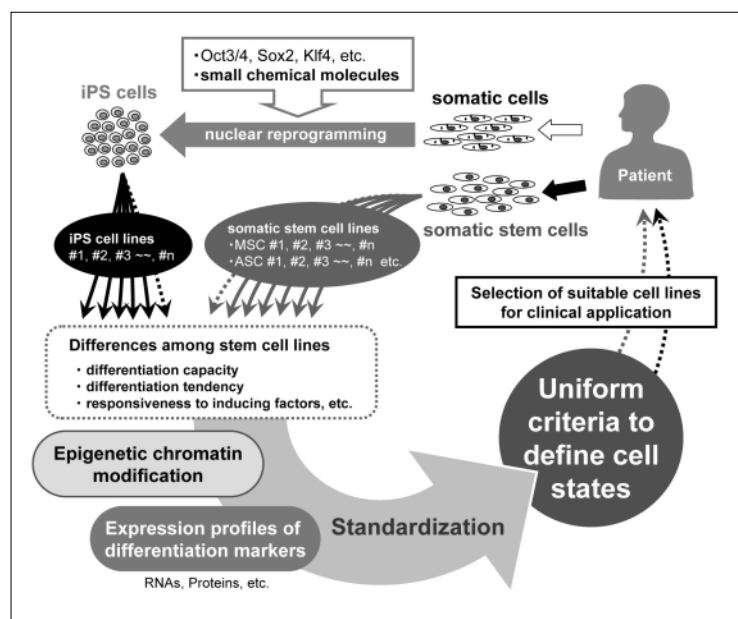 ・Oct3/4, Sox2, Klf4, etc.
・small chemical molecules
iPS cells
somatic cells
nuclear reprogramming
Patient
somatic stem cells
iPS cell lines
#1, #2, #3 ~~, #n
somatic stem cell lines
・MSC #1, #2, #3 ~~, #n
・ASC #1, #2, #3 ~~, #n etc.
Selection of suitable cell lines
for clinical application
Differences among stem cell lines
・differentiation capacity
・differentiation tendency
・responsiveness to inducing factors, etc.
Uniform
criteria to
define cell
states
Epigenetic chromatin
modification
Expression profiles of
differentiation markers
Standardization
RNAs, Proteins, etc.